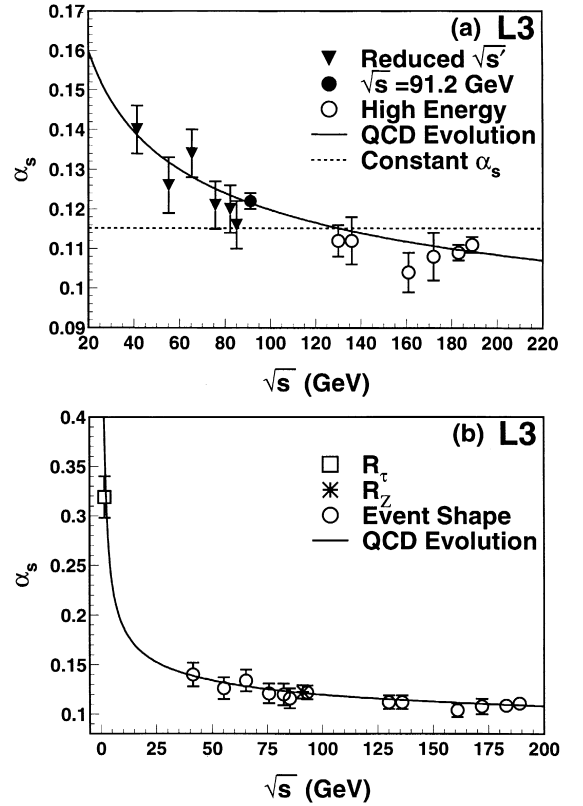 (a) L3
0.17
0.16
0.15
0.14
0.13
0.12
0.11
0.1
0.09
αs
Reduced √s′
√s =91.2 GeV
High Energy
QCD Evolution
Constant αs
20 40 60 80 100 120 140 160 180 200 220
√s (GeV)
(b) L3
0.4
0.35
0.3
0.25
0.2
0.15
0.1
αs
Rτ
RZ
Event Shape
QCD Evolution
0 25 50 75 100 125 150 175 200
√s (GeV)